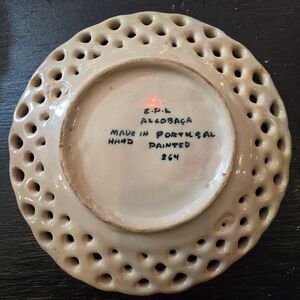 E.P.L
ALCOBAÇA
MADE IN PORTUGAL
HAND PAINTED
264